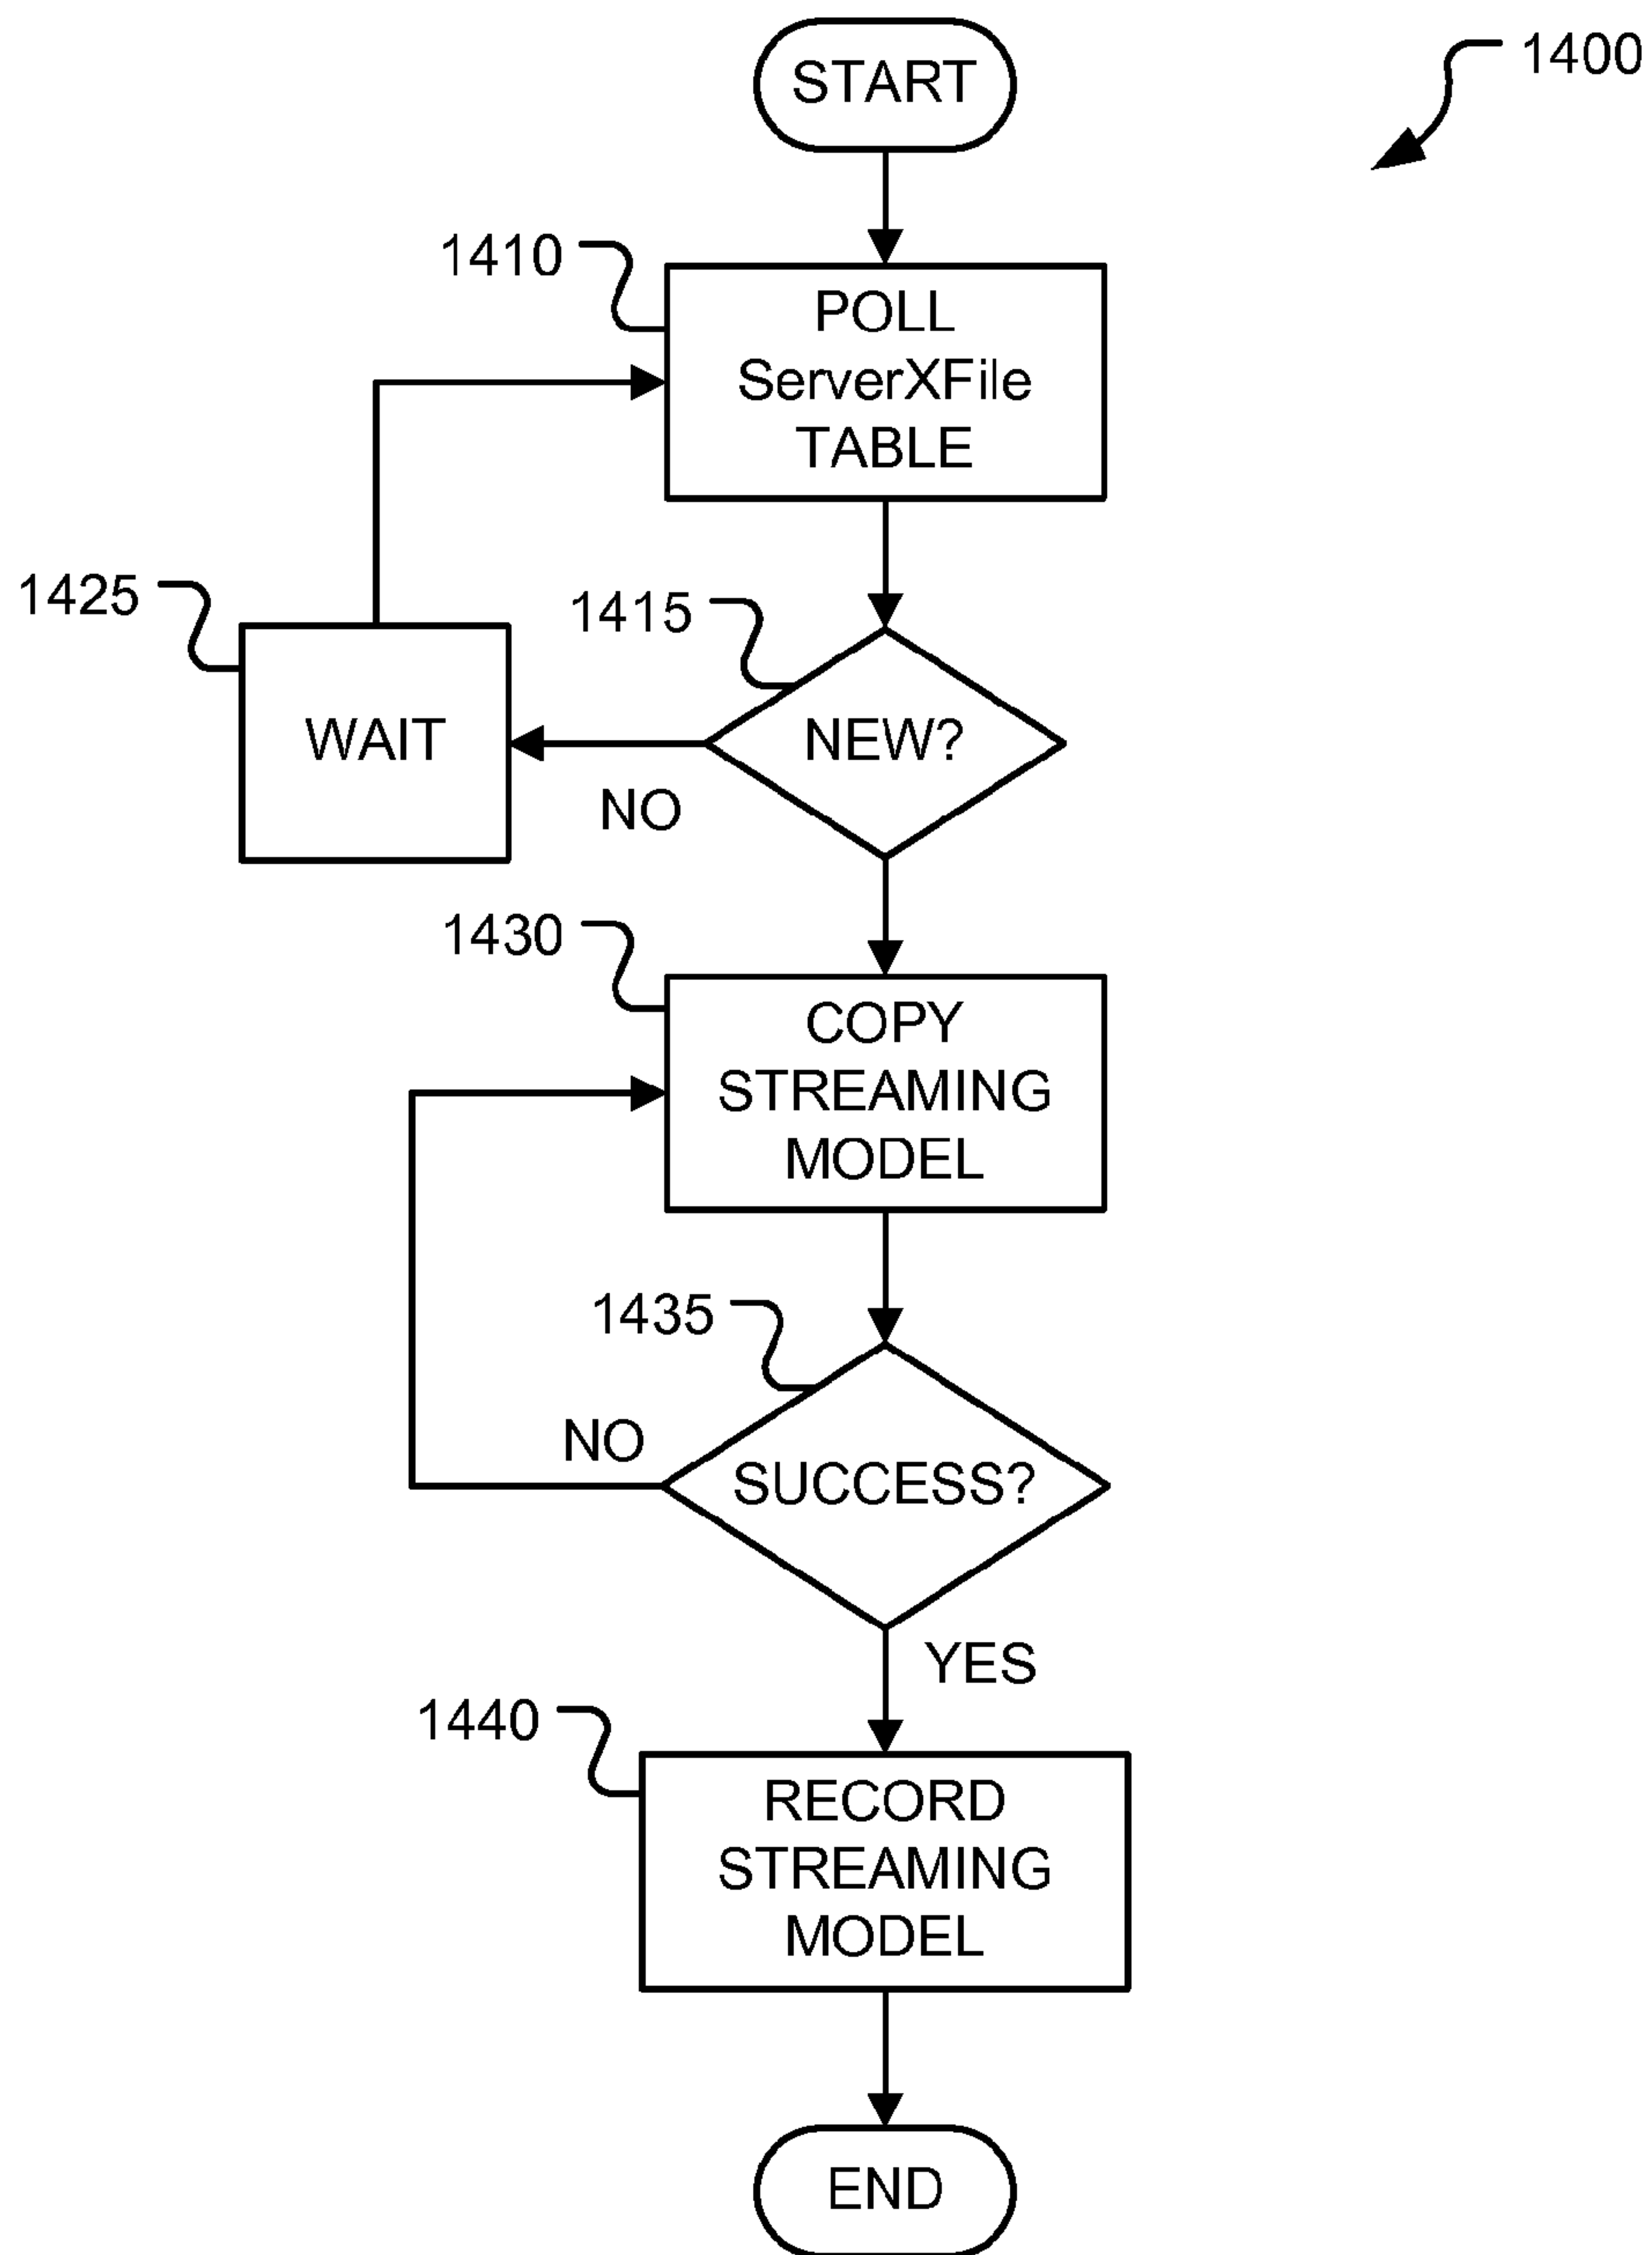 START
1400
1410
POLL
ServerXFile
TABLE
1425
1415
WAIT
NEW?
NO
1430
COPY
STREAMING
MODEL
1435
NO
SUCCESS?
YES
1440
RECORD
STREAMING
MODEL
END